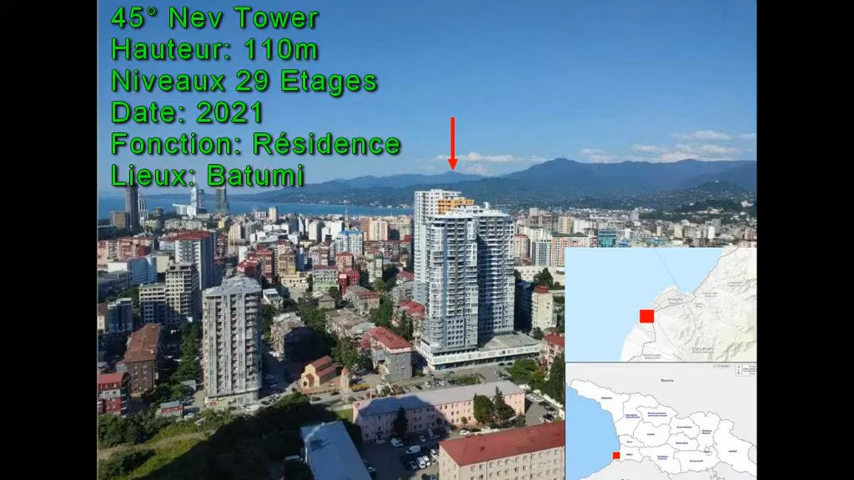 45° Nev Tower
Hauteur: 110m
Niveaux 29 Etages
Date: 2021
Fonction: Résidence
Lieux: Batumi